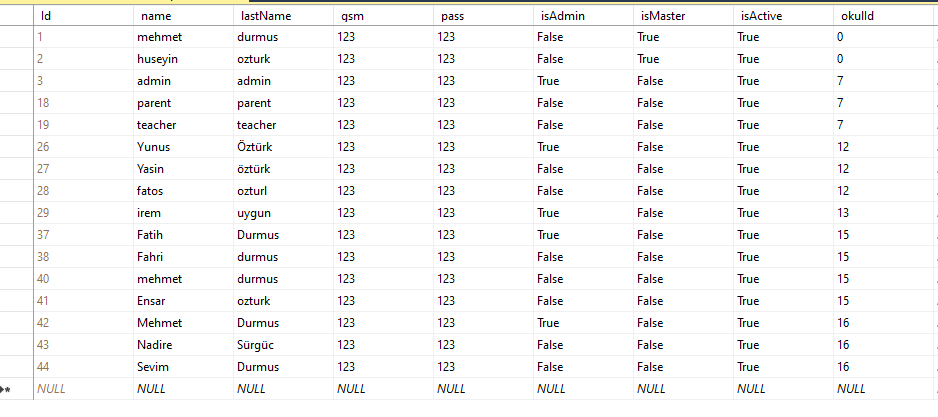 Id name lastName gsm pass isAdmin isMaster isActive okulId
1 mehmet durmus 123 123 False True True 0
2 huseyin ozturk 123 123 False True True 0
3 admin admin 123 123 True False True 7
18 parent parent 123 123 False False True 7
19 teacher teacher 123 123 False False True 7
26 Yunus Öztürk 123 123 True False True 12
27 Yasin öztürk 123 123 False False True 12
28 fatos ozturl 123 123 False False True 12
29 irem uygun 123 123 True False True 13
37 Fatih Durmus 123 123 True False True 15
38 Fahri durmus 123 123 False False True 15
40 mehmet durmus 123 123 False False True 15
41 Ensar ozturk 123 123 False False True 15
42 Mehmet Durmus 123 123 True False True 16
43 Nadire Sürgüc 123 123 False False True 16
44 Sevim Durmus 123 123 False False True 16
NULL NULL NULL NULL NULL NULL NULL NULL NULL